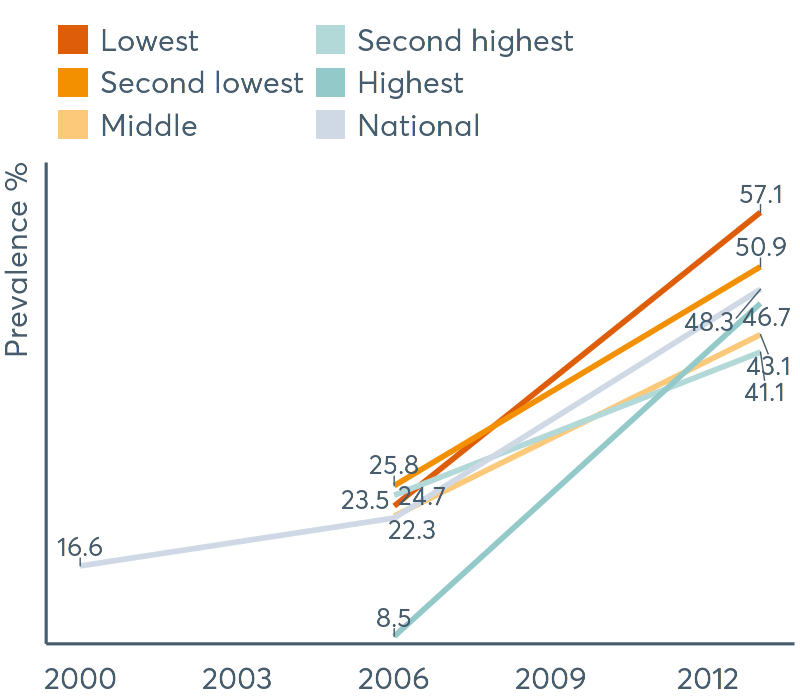 Lowest
Second highest
Second lowest
Highest
Middle
National
Prevalence %
57.1
50.9
48.3
46.7
43.1
41.1
25.8
23.5
24.7
22.3
16.6
8.5
2000
2003
2006
2009
2012